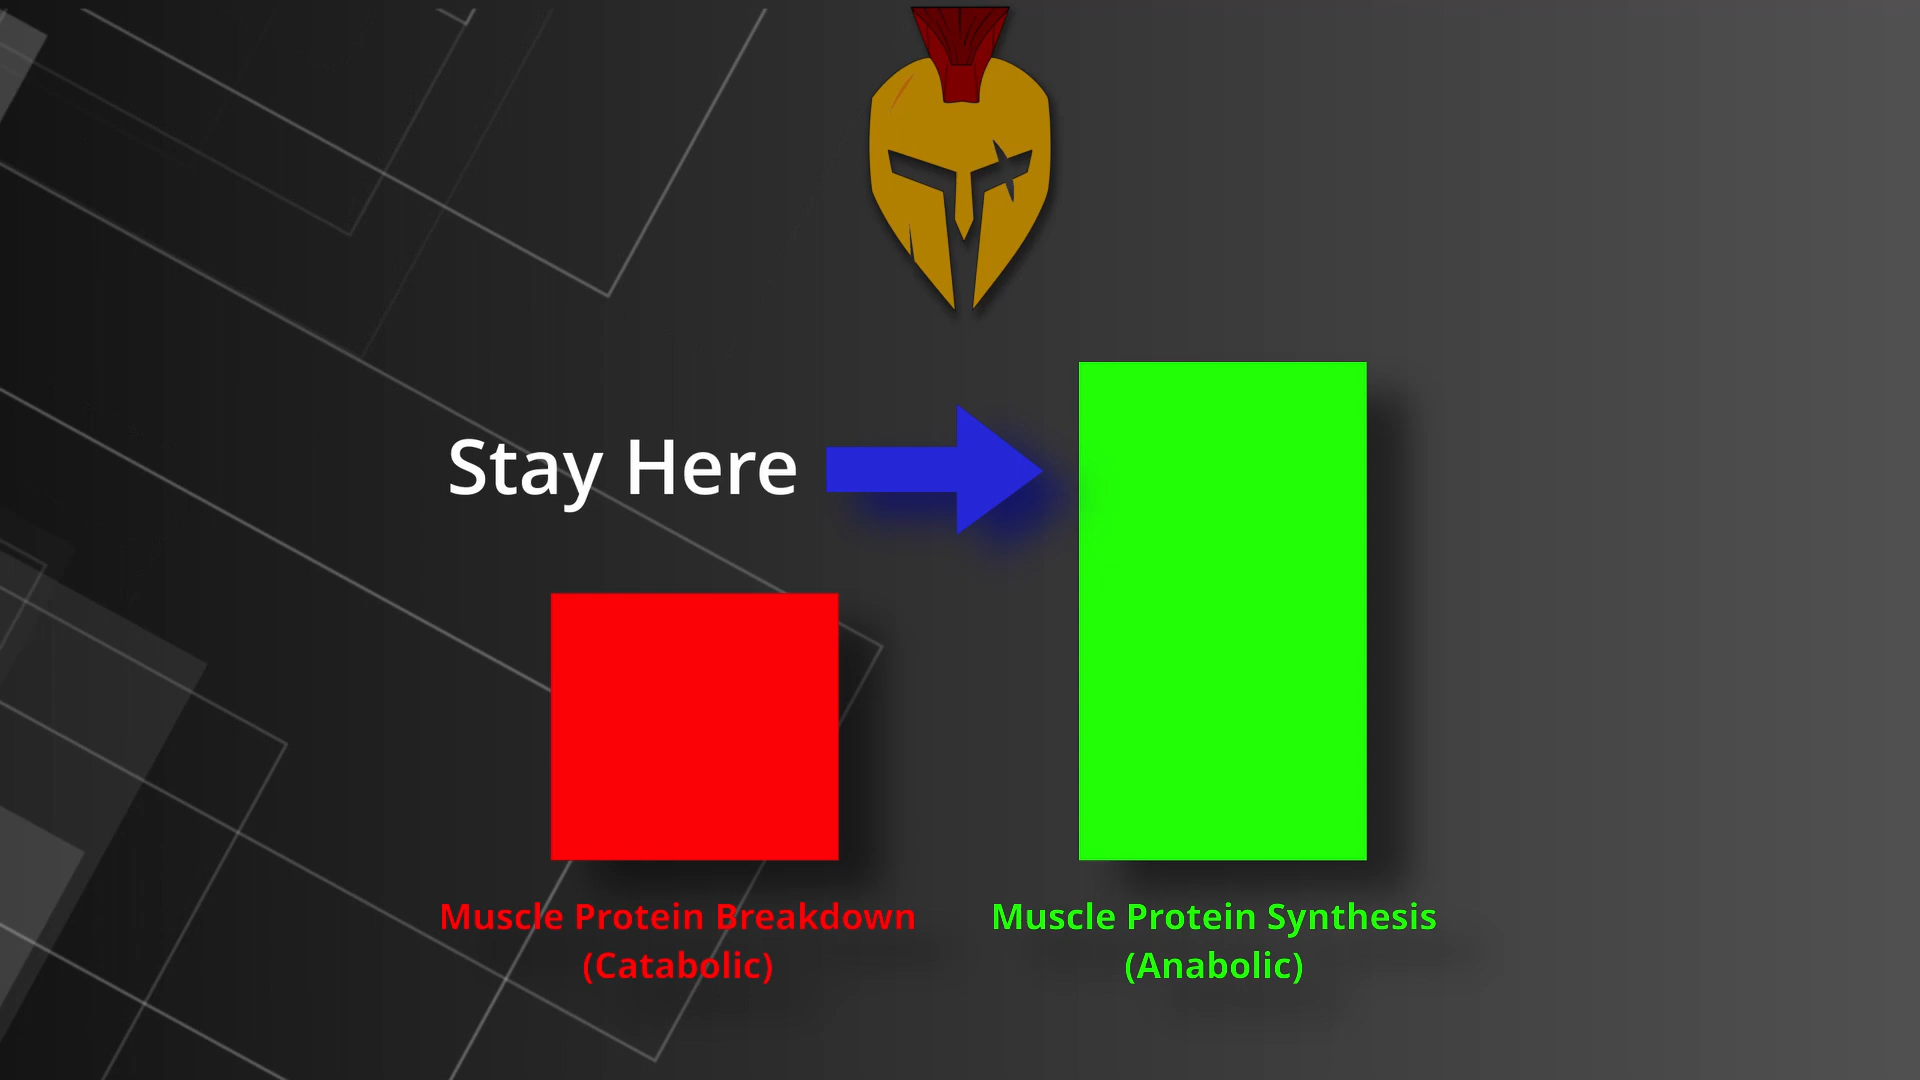 Stay Here
Muscle Protein Breakdown
(Catabolic)
Muscle Protein Synthesis
(Anabolic)